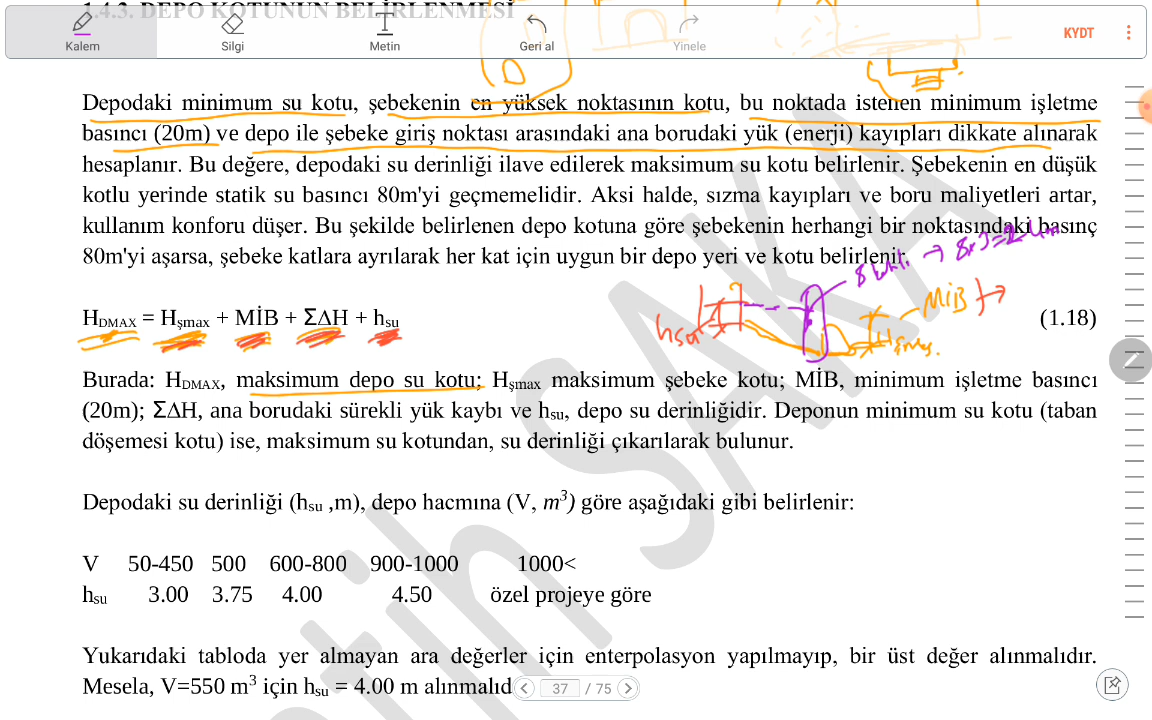 1.4.3. DEPO KOTUNUN BELİRLENMESİ
Kalem
Silgi
Metin
Geri al
Yinele
KYDT
Depodaki minimum su kotu, şebekenin en yüksek noktasının kotu, bu noktada istenen minimum işletme
basıncı (20m) ve depo ile şebeke giriş noktası arasındaki ana borudaki yük (enerji) kayıpları dikkate alınarak
hesaplanır. Bu değere, depodaki su derinliği ilave edilerek maksimum su kotu belirlenir. Şebekenin en düşük
kotlu yerinde statik su basıncı 80m'yi geçmemelidir. Aksi halde, sızma kayıpları ve boru maliyetleri artar,
kullanım konforu düşer. Bu şekilde belirlenen depo kotuna göre şebekenin herhangi bir noktasındaki basınç
80m'yi aşarsa, şebeke katlara ayrılarak her kat için uygun bir depo yeri ve kotu belirlenir.
8 katlı → 8x3=24m
MİB
hsu
Hşmax.
HDMAX = Hşmax + MİB + ΣΔH + hsu (1.18)
Burada: HDMAX, maksimum depo su kotu; Hşmax maksimum şebeke kotu; MİB, minimum işletme basıncı
(20m); ΣΔH, ana borudaki sürekli yük kaybı ve hsu, depo su derinliğidir. Deponun minimum su kotu (taban
döşemesi kotu) ise, maksimum su kotundan, su derinliği çıkarılarak bulunur.
Depodaki su derinliği (hsu ,m), depo hacmına (V, m³) göre aşağıdaki gibi belirlenir:
V 50-450 500 600-800 900-1000 1000<
hsu 3.00 3.75 4.00 4.50 özel projeye göre
Yukarıdaki tabloda yer almayan ara değerler için enterpolasyon yapılmayıp, bir üst değer alınmalıdır.
Mesela, V=550 m³ için hsu = 4.00 m alınmalıd
37 / 75
tih SAKA